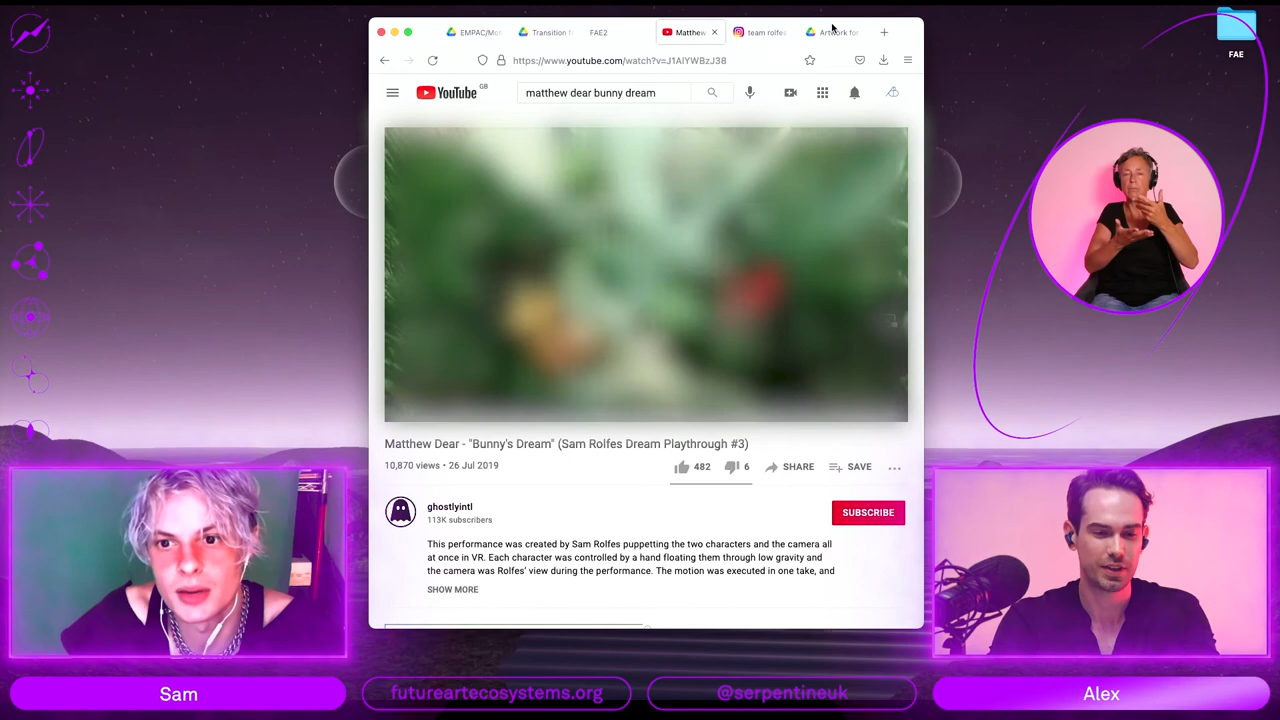 EMPAC/Mo
Transition f
FAE2
Matthew
team rolfes
Artwork for
FAE
https://www.youtube.com/watch?v=J1AlYWBzJ38
YouTube GB
matthew dear bunny dream
Matthew Dear - "Bunny's Dream" (Sam Rolfes Dream Playthrough #3)
10,870 views • 26 Jul 2019
482
6
SHARE
SAVE
ghostlyintl
113K subscribers
SUBSCRIBE
This performance was created by Sam Rolfes puppetting the two characters and the camera all
at once in VR. Each character was controlled by a hand floating them through low gravity and
the camera was Rolfes' view during the performance. The motion was executed in one take, and
SHOW MORE
Sam
futureartecosystems.org
@serpentineuk
Alex